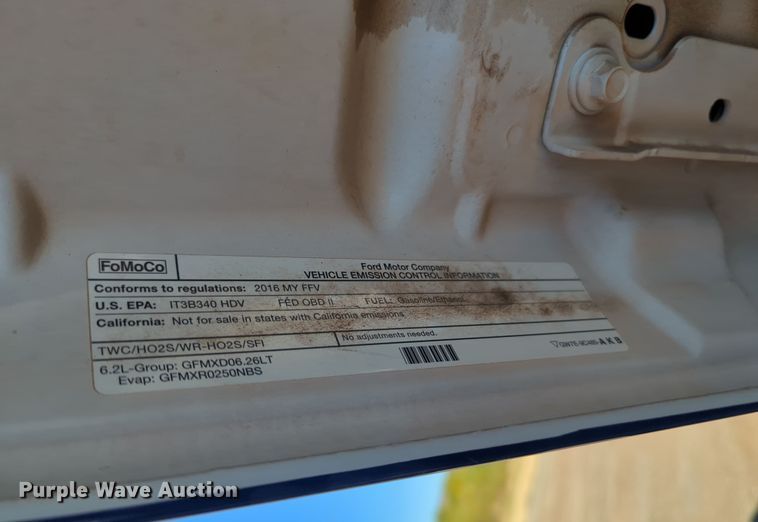 FoMoCo
Ford Motor Company
VEHICLE EMISSION CONTROL INFORMATION
Conforms to regulations: 2016 MY FFV
U.S. EPA: IT3B340 HDV FED OBD II FUEL: Gasoline/Ethanol
California: Not for sale in states with California emissions
TWC/HO2S/WR-HO2S/SFI
No adjustments needed.
6.2L-Group: GFMXD06.26LT
Evap: GFMXR0250NBS
AKB
Purple Wave Auction